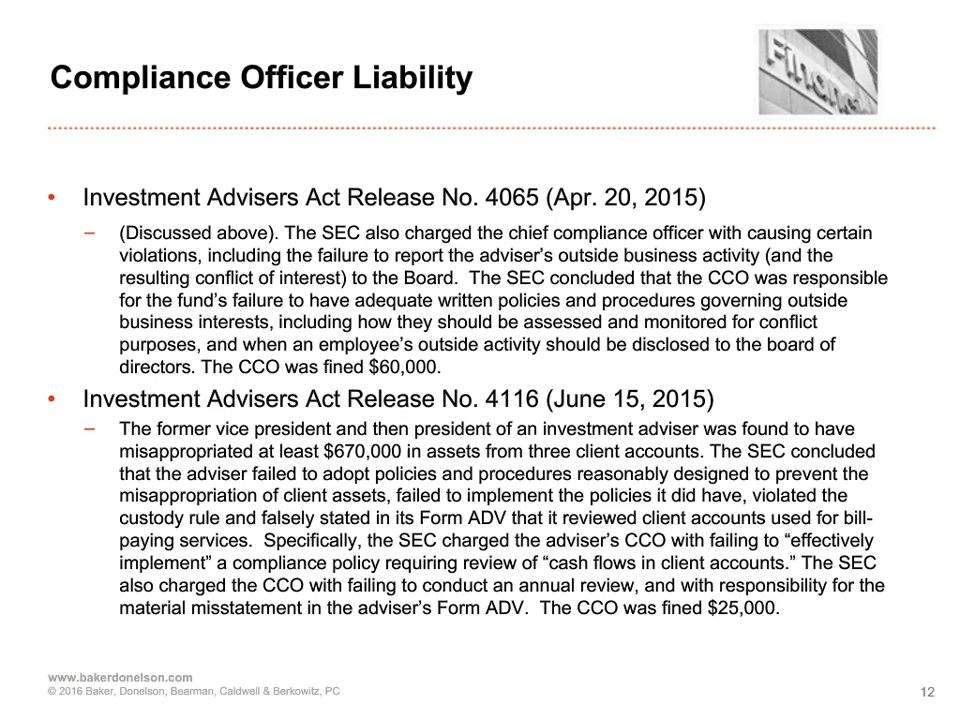 Compliance Officer Liability
Financ
• Investment Advisers Act Release No. 4065 (Apr. 20, 2015)
– (Discussed above). The SEC also charged the chief compliance officer with causing certain
violations, including the failure to report the adviser's outside business activity (and the
resulting conflict of interest) to the Board.  The SEC concluded that the CCO was responsible
for the fund's failure to have adequate written policies and procedures governing outside
business interests, including how they should be assessed and monitored for conflict
purposes, and when an employee's outside activity should be disclosed to the board of
directors. The CCO was fined $60,000.
• Investment Advisers Act Release No. 4116 (June 15, 2015)
– The former vice president and then president of an investment adviser was found to have
misappropriated at least $670,000 in assets from three client accounts. The SEC concluded
that the adviser failed to adopt policies and procedures reasonably designed to prevent the
misappropriation of client assets, failed to implement the policies it did have, violated the
custody rule and falsely stated in its Form ADV that it reviewed client accounts used for bill-
paying services.  Specifically, the SEC charged the adviser's CCO with failing to “effectively
implement” a compliance policy requiring review of “cash flows in client accounts.” The SEC
also charged the CCO with failing to conduct an annual review, and with responsibility for the
material misstatement in the adviser's Form ADV.  The CCO was fined $25,000.
www.bakerdonelson.com
© 2016 Baker, Donelson, Bearman, Caldwell & Berkowitz, PC
12